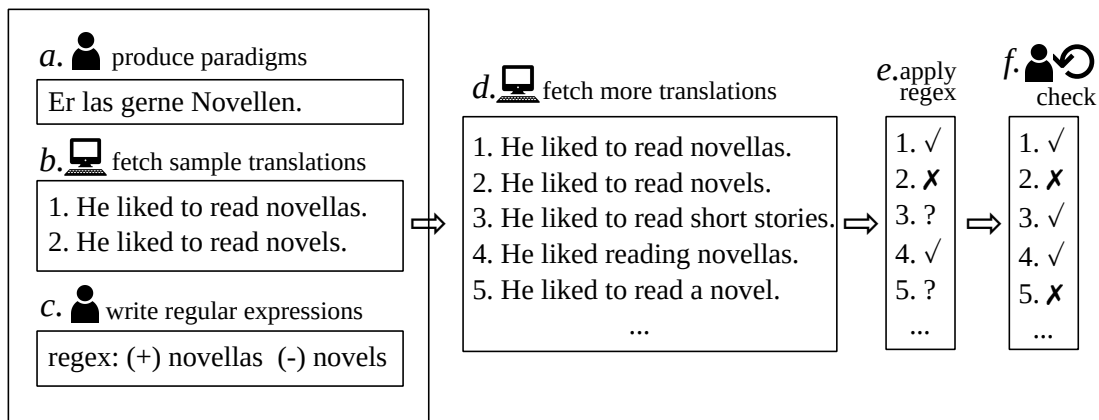 a. produce paradigms
Er las gerne Novellen.
b. fetch sample translations
1. He liked to read novellas.
2. He liked to read novels.
c. write regular expressions
regex: (+) novellas (-) novels
d. fetch more translations
1. He liked to read novellas.
2. He liked to read novels.
3. He liked to read short stories.
4. He liked reading novellas.
5. He liked to read a novel.
...
e. apply
regex
1. √
2. ✗
3. ?
4. √
5. ?
...
f.
check
1. √
2. ✗
3. √
4. √
5. ✗
...